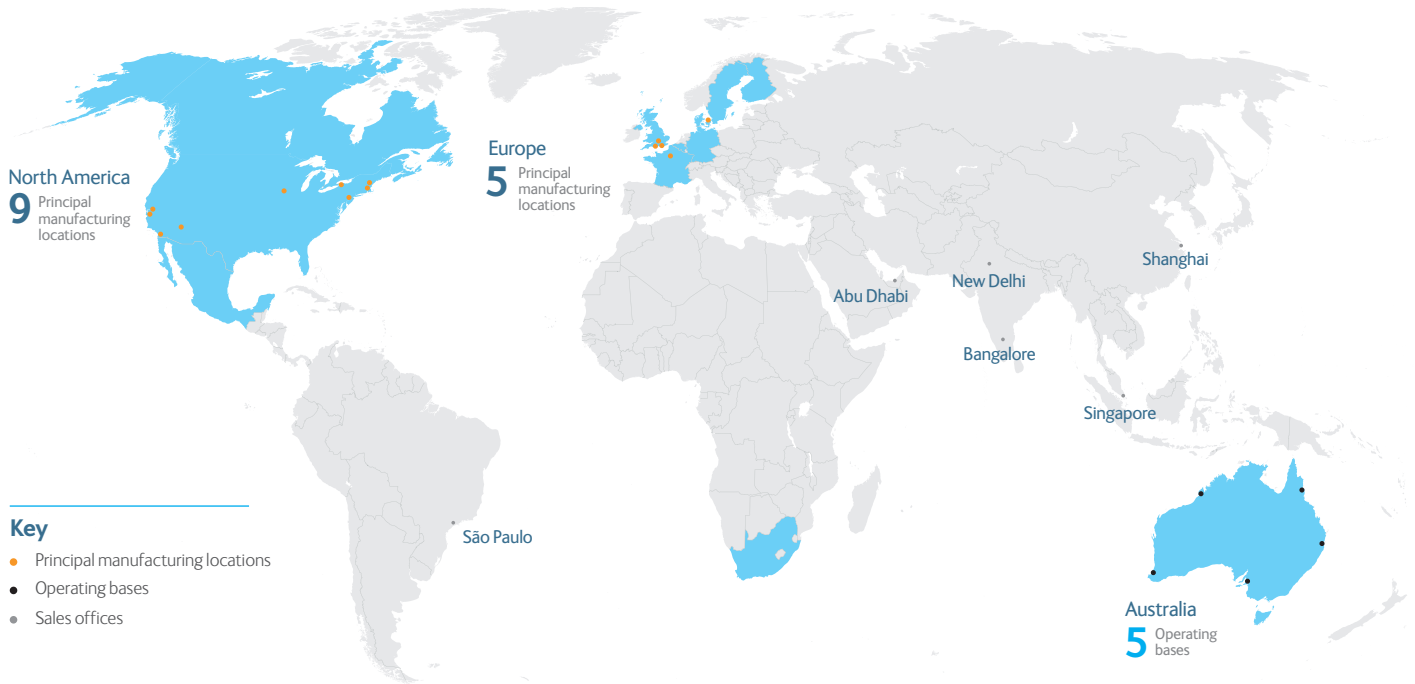 North America
9 Principal
manufacturing
locations
Europe
5 Principal
manufacturing
locations
Shanghai
New Delhi
Abu Dhabi
Bangalore
Singapore
São Paulo
Key
Principal manufacturing locations
Operating bases
Sales offices
Australia
5 Operating
bases